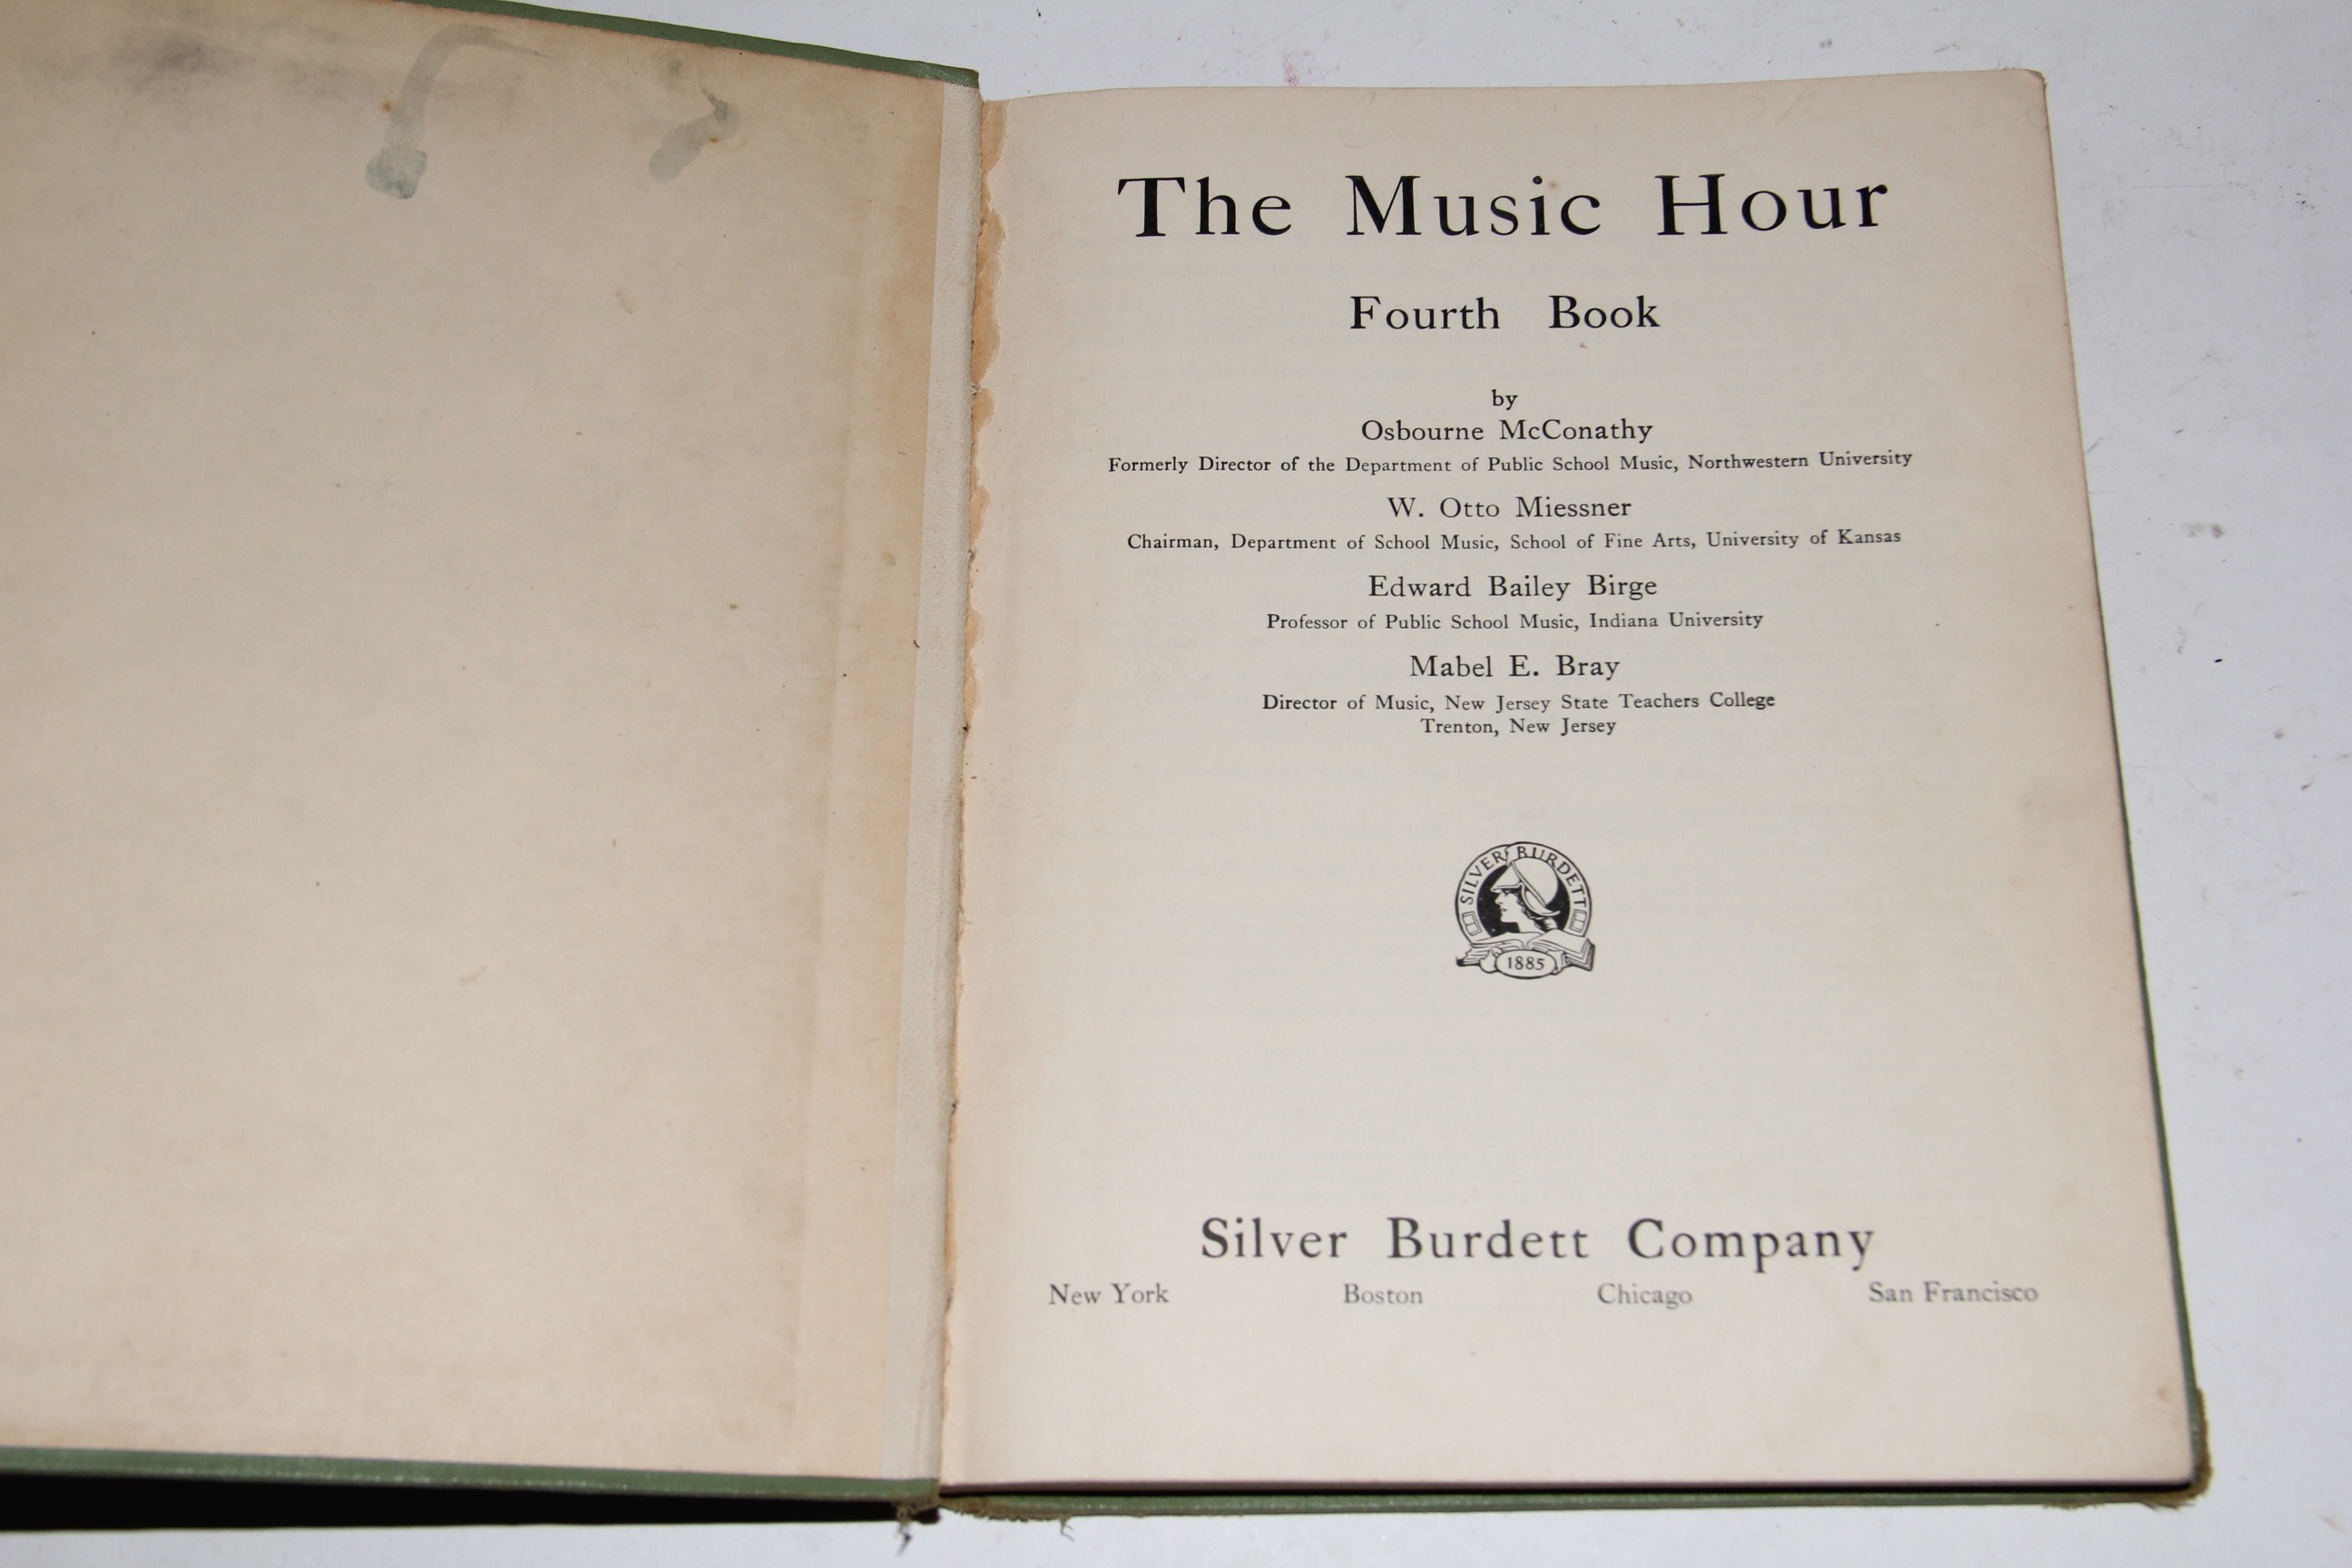 The Music Hour
Fourth Book
by
Osbourne McConathy
Formerly Director of the Department of Public School Music, Northwestern University
W. Otto Miessner
Chairman, Department of School Music, School of Fine Arts, University of Kansas
Edward Bailey Birge
Professor of Public School Music, Indiana University
Mabel E. Bray
Director of Music, New Jersey State Teachers College
Trenton, New Jersey
SILVER BURDETT
1885
Silver Burdett Company
New York Boston Chicago San Francisco